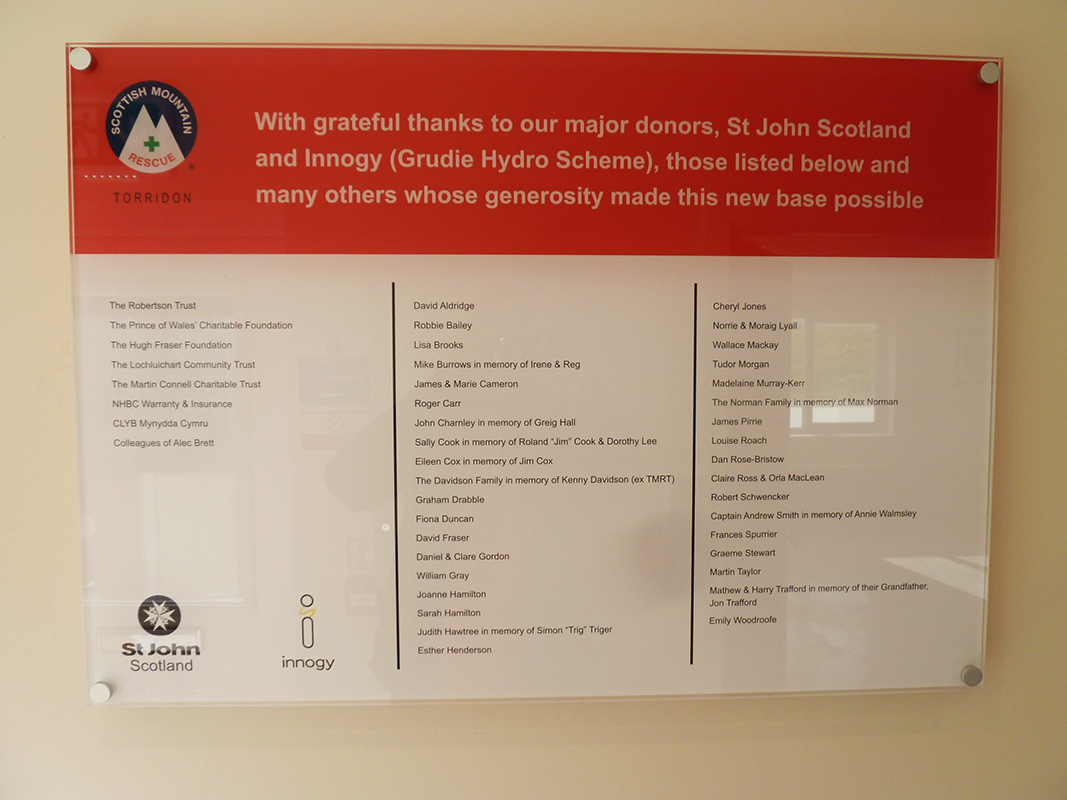 SCOTTISH MOUNTAIN
RESCUE
®
TORRIDON
With grateful thanks to our major donors, St John Scotland
and Innogy (Grudie Hydro Scheme), those listed below and
many others whose generosity made this new base possible
The Robertson Trust
The Prince of Wales' Charitable Foundation
The Hugh Fraser Foundation
The Lochluichart Community Trust
The Martin Connell Charitable Trust
NHBC Warranty & Insurance
CLYB Mynydda Cymru
Colleagues of Alec Brett
St John
Scotland
innogy
David Aldridge
Robbie Bailey
Lisa Brooks
Mike Burrows in memory of Irene & Reg
James & Marie Cameron
Roger Carr
John Charnley in memory of Greig Hall
Sally Cook in memory of Roland "Jim" Cook & Dorothy Lee
Eileen Cox in memory of Jim Cox
The Davidson Family in memory of Kenny Davidson (ex TMRT)
Graham Drabble
Fiona Duncan
David Fraser
Daniel & Clare Gordon
William Gray
Joanne Hamilton
Sarah Hamilton
Judith Hawtree in memory of Simon "Trig" Triger
Esther Henderson
Cheryl Jones
Norrie & Moraig Lyall
Wallace Mackay
Tudor Morgan
Madelaine Murray-Kerr
The Norman Family in memory of Max Norman
James Pirrie
Louise Roach
Dan Rose-Bristow
Claire Ross & Orla MacLean
Robert Schwencker
Captain Andrew Smith in memory of Annie Walmsley
Frances Spurrier
Graeme Stewart
Martin Taylor
Mathew & Harry Trafford in memory of their Grandfather,
Jon Trafford
Emily Woodroofe